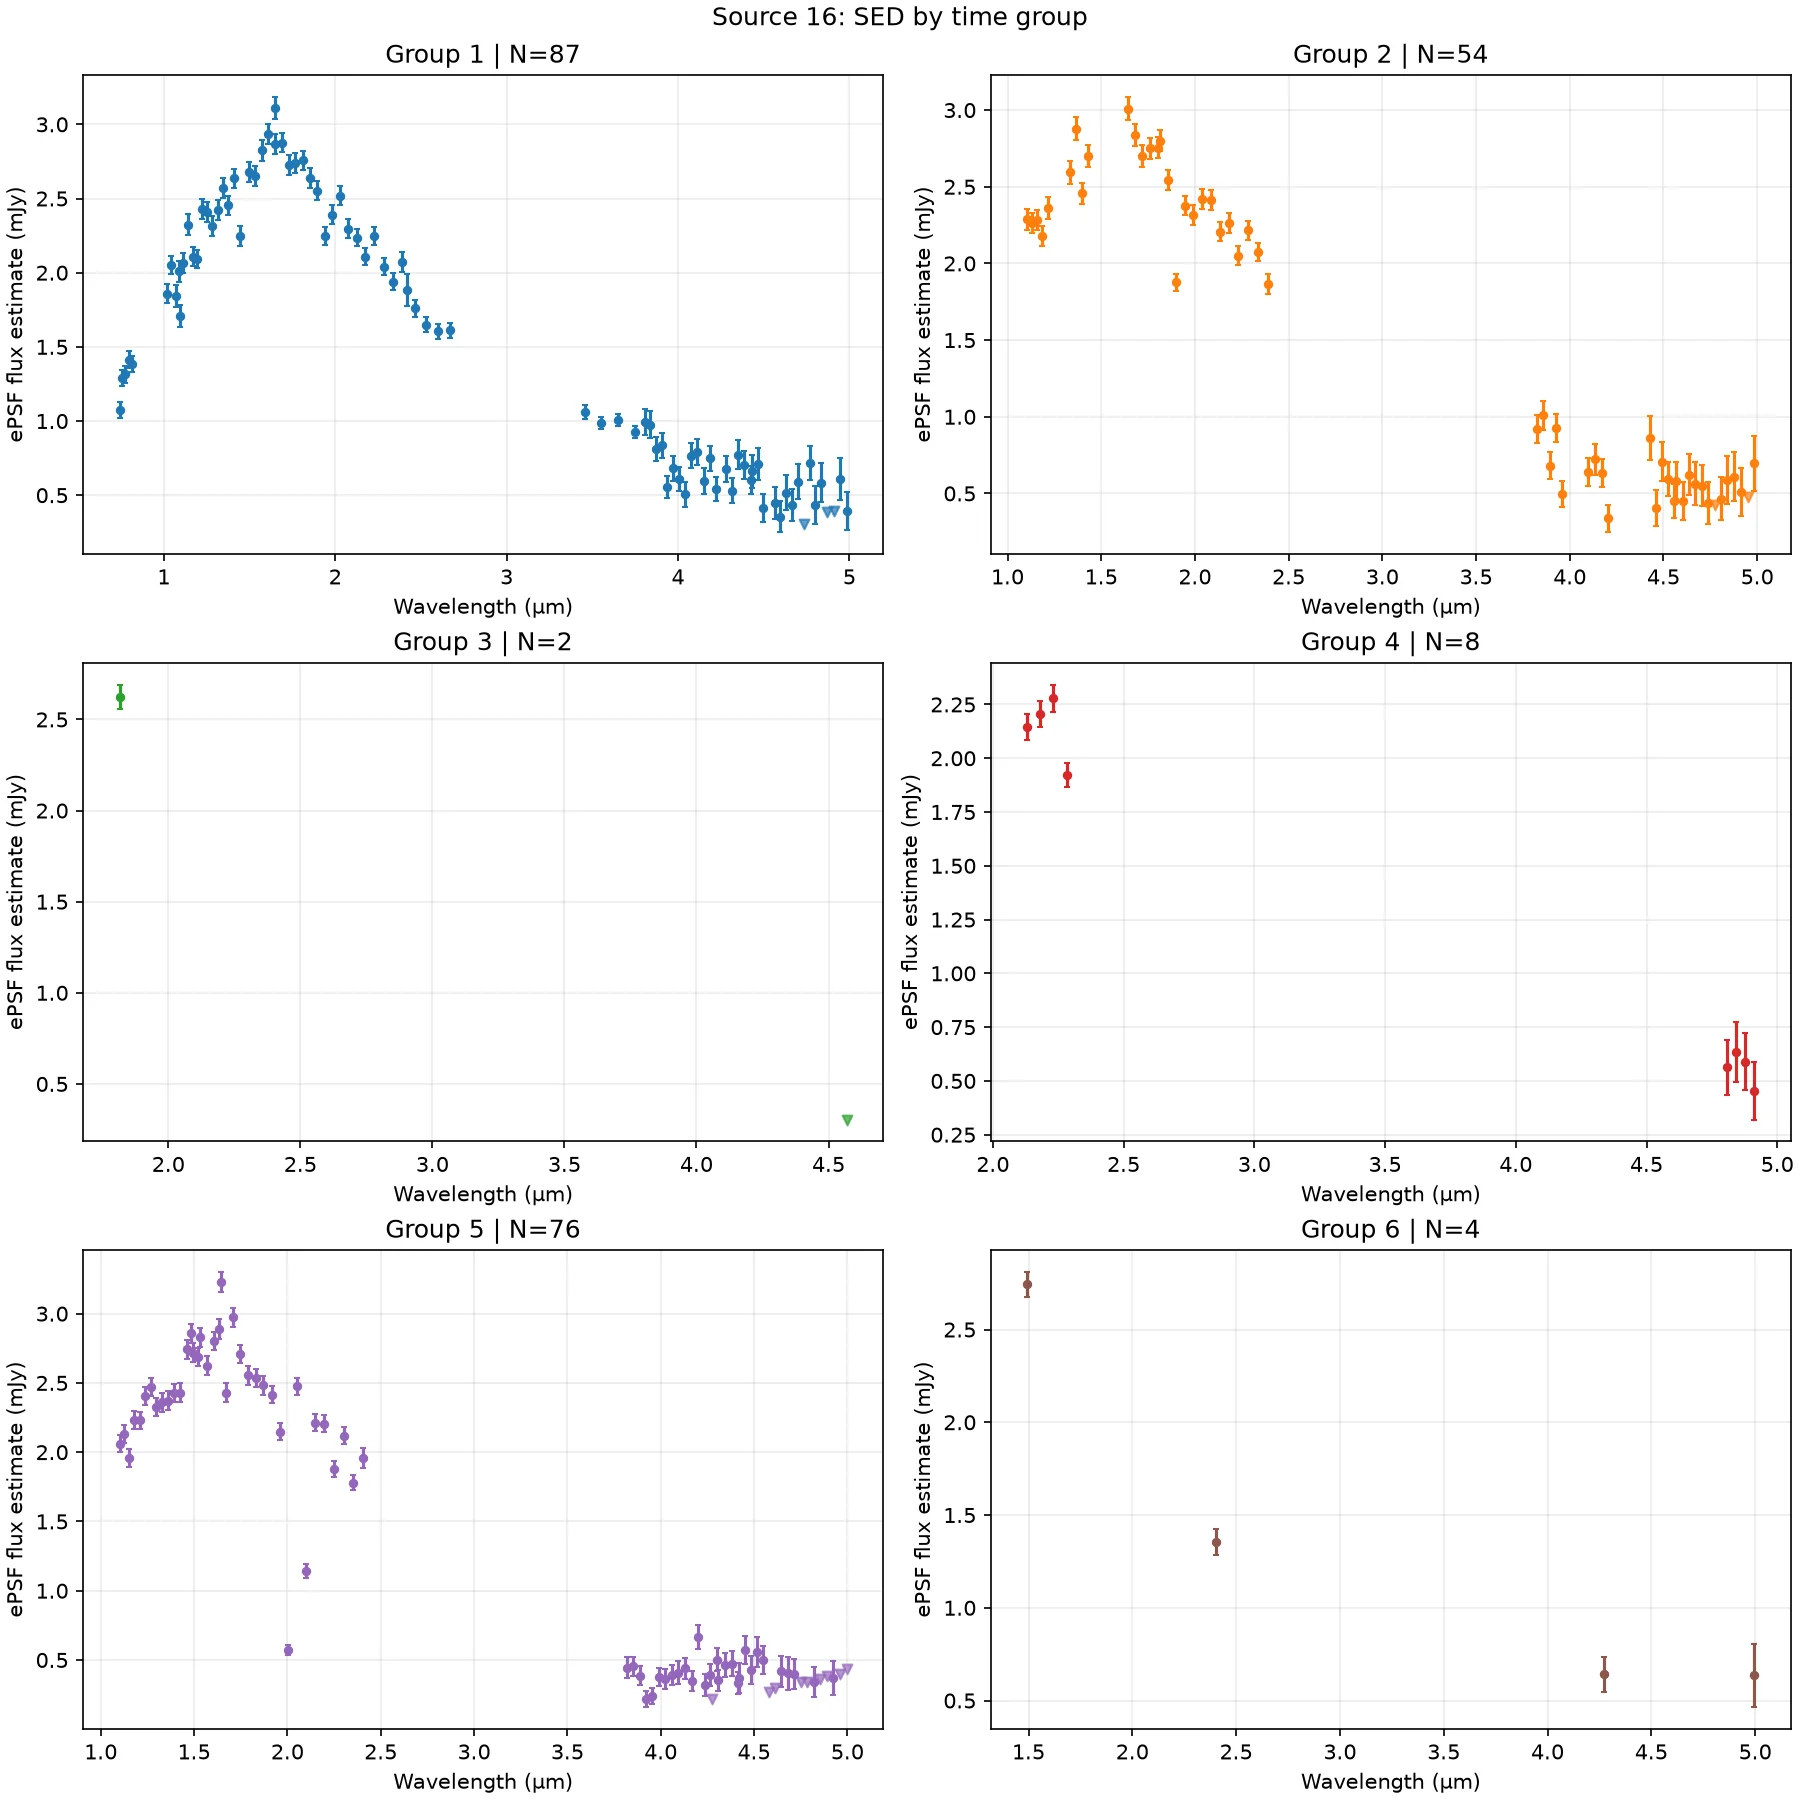 Source 16: SED by time group
Group 1 | N=87
ePSF flux estimate (mJy)
3.0
2.5
2.0
1.5
1.0
0.5
1 2 3 4 5
Wavelength (μm)
Group 2 | N=54
ePSF flux estimate (mJy)
3.0
2.5
2.0
1.5
1.0
0.5
1.0 1.5 2.0 2.5 3.0 3.5 4.0 4.5 5.0
Wavelength (μm)
Group 3 | N=2
ePSF flux estimate (mJy)
2.5
2.0
1.5
1.0
0.5
2.0 2.5 3.0 3.5 4.0 4.5
Wavelength (μm)
Group 4 | N=8
ePSF flux estimate (mJy)
2.25
2.00
1.75
1.50
1.25
1.00
0.75
0.50
0.25
2.0 2.5 3.0 3.5 4.0 4.5 5.0
Wavelength (μm)
Group 5 | N=76
ePSF flux estimate (mJy)
3.0
2.5
2.0
1.5
1.0
0.5
1.0 1.5 2.0 2.5 3.0 3.5 4.0 4.5 5.0
Wavelength (μm)
Group 6 | N=4
ePSF flux estimate (mJy)
2.5
2.0
1.5
1.0
0.5
1.5 2.0 2.5 3.0 3.5 4.0 4.5 5.0
Wavelength (μm)